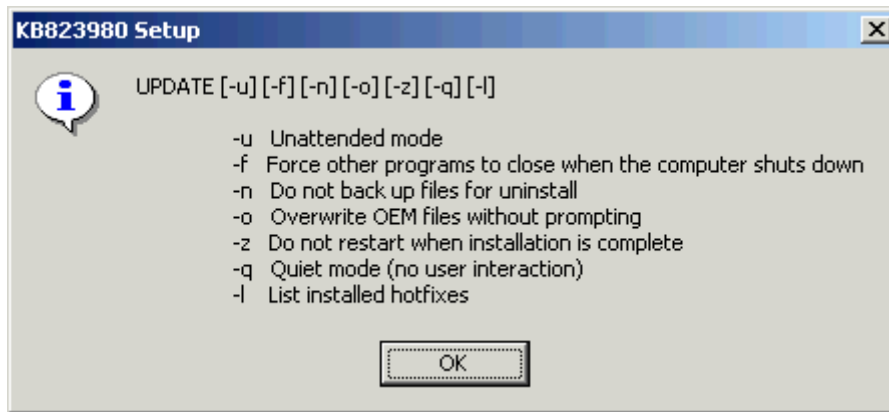 KB823980 Setup
UPDATE [-u] [-f] [-n] [-o] [-z] [-q] [-l]
-u Unattended mode
-f Force other programs to close when the computer shuts down
-n Do not back up files for uninstall
-o Overwrite OEM files without prompting
-z Do not restart when installation is complete
-q Quiet mode (no user interaction)
-l List installed hotfixes
OK